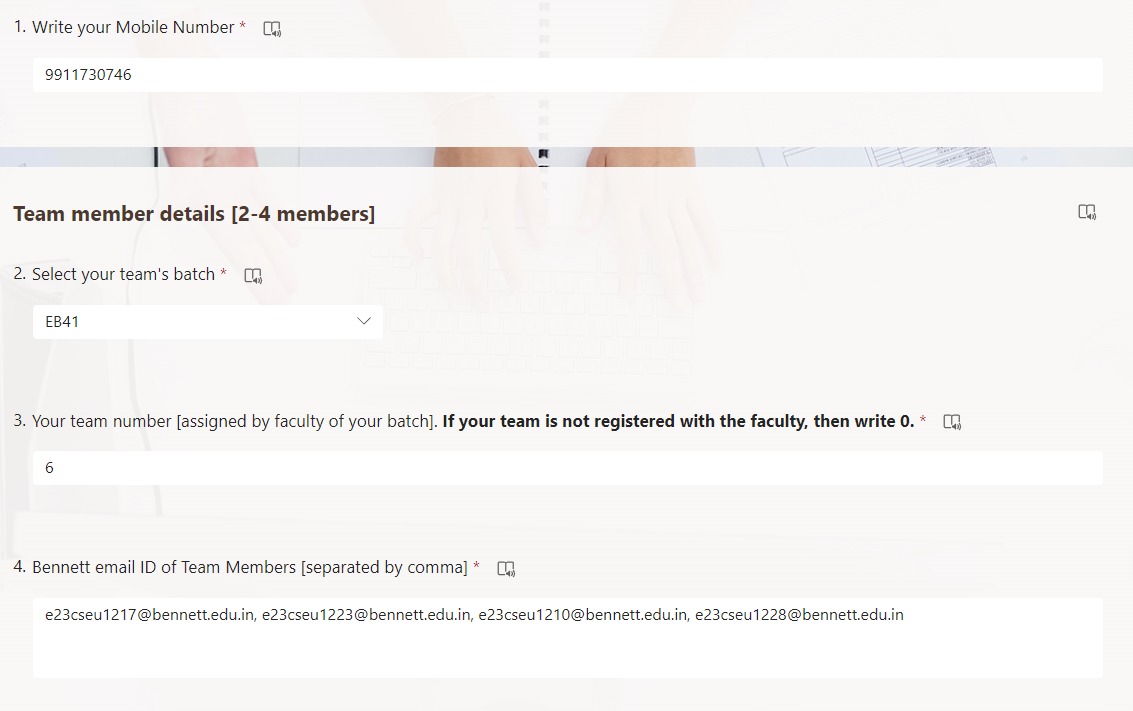 1. Write your Mobile Number *
9911730746
Team member details [2-4 members]
2. Select your team's batch *
EB41
3. Your team number [assigned by faculty of your batch]. If your team is not registered with the faculty, then write 0. *
6
4. Bennett email ID of Team Members [separated by comma] *
e23cseu1217@bennett.edu.in, e23cseu1223@bennett.edu.in, e23cseu1210@bennett.edu.in, e23cseu1228@bennett.edu.in